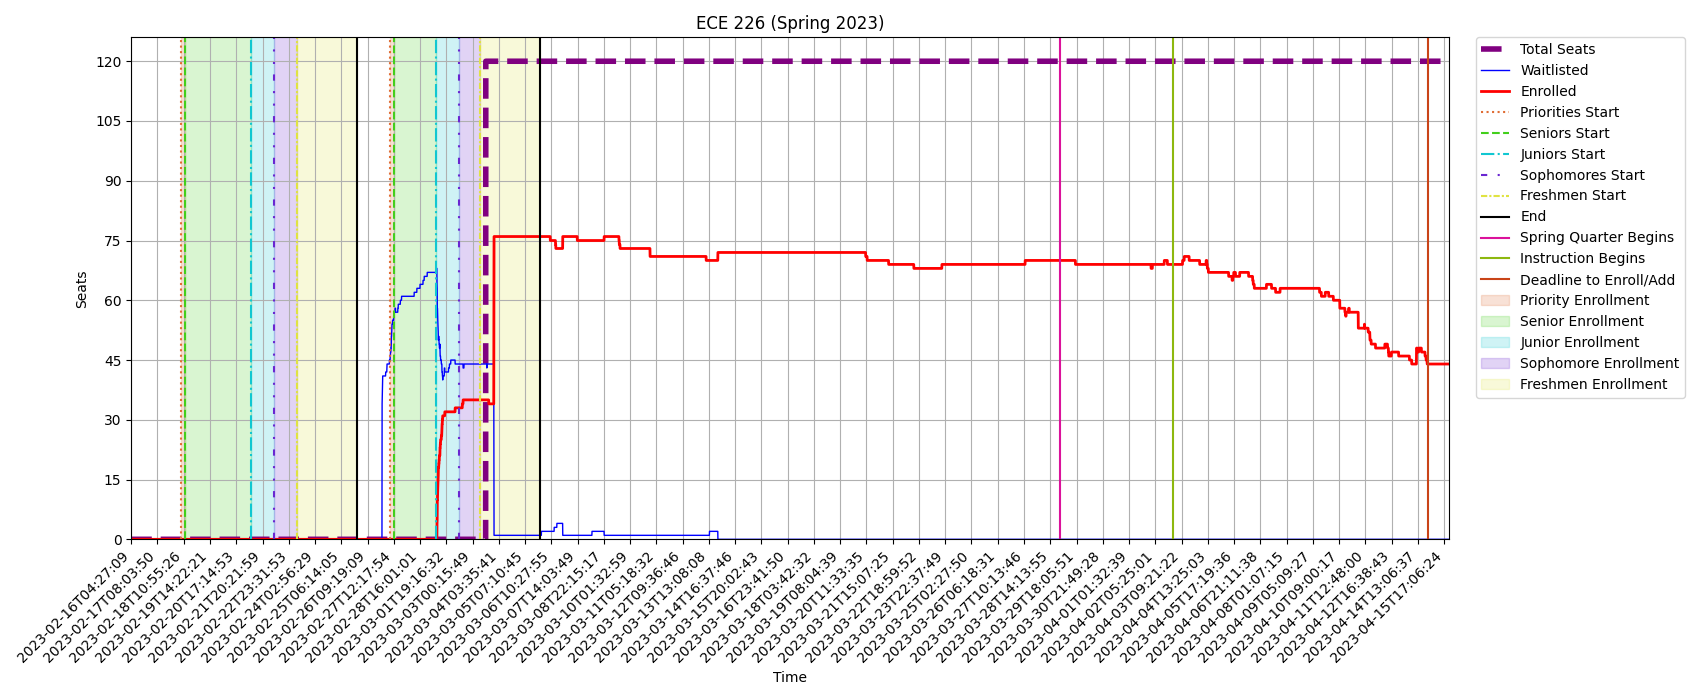 ECE 226 (Spring 2023)
Seats
120
105
90
75
60
45
30
15
0
2023-02-16T04:27:09
2023-02-17T08:03:50
2023-02-18T10:55:26
2023-02-19T14:22:21
2023-02-20T17:14:53
2023-02-21T20:21:59
2023-02-22T23:31:53
2023-02-24T02:56:29
2023-02-25T06:14:05
2023-02-26T09:19:09
2023-02-27T12:17:54
2023-02-28T16:01:01
2023-03-01T19:16:32
2023-03-03T00:15:49
2023-03-04T03:35:41
2023-03-05T07:10:45
2023-03-06T10:27:55
2023-03-07T14:03:49
2023-03-08T22:15:17
2023-03-10T01:32:59
2023-03-11T05:18:32
2023-03-12T09:36:46
2023-03-13T13:08:08
2023-03-14T16:37:46
2023-03-15T20:02:43
2023-03-16T23:41:50
2023-03-18T03:42:32
2023-03-19T08:04:39
2023-03-20T11:33:35
2023-03-21T15:07:25
2023-03-22T18:59:52
2023-03-23T22:37:49
2023-03-25T02:27:50
2023-03-26T06:18:31
2023-03-27T10:13:46
2023-03-28T14:13:55
2023-03-29T18:05:51
2023-03-30T21:49:28
2023-04-01T01:32:39
2023-04-02T05:25:01
2023-04-03T09:21:22
2023-04-04T13:25:03
2023-04-05T17:19:36
2023-04-06T21:11:38
2023-04-08T01:07:15
2023-04-09T05:09:27
2023-04-10T09:00:17
2023-04-11T12:48:00
2023-04-12T16:38:43
2023-04-14T13:06:37
2023-04-15T17:06:24
Time
Total Seats
Waitlisted
Enrolled
Priorities Start
Seniors Start
Juniors Start
Sophomores Start
Freshmen Start
End
Spring Quarter Begins
Instruction Begins
Deadline to Enroll/Add
Priority Enrollment
Senior Enrollment
Junior Enrollment
Sophomore Enrollment
Freshmen Enrollment